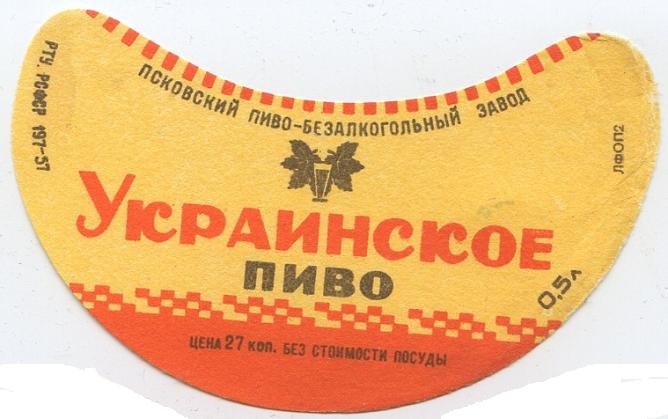 РТУ. РСФСР 197-57
ПСКОВСКИЙ ПИВО-БЕЗАЛКОГОЛЬНЫЙ ЗАВОД
ЛФОП2
УКРАИНСКОЕ
ПИВО
0,5л
ЦЕНА 27 КОП. БЕЗ СТОИМОСТИ ПОСУДЫ